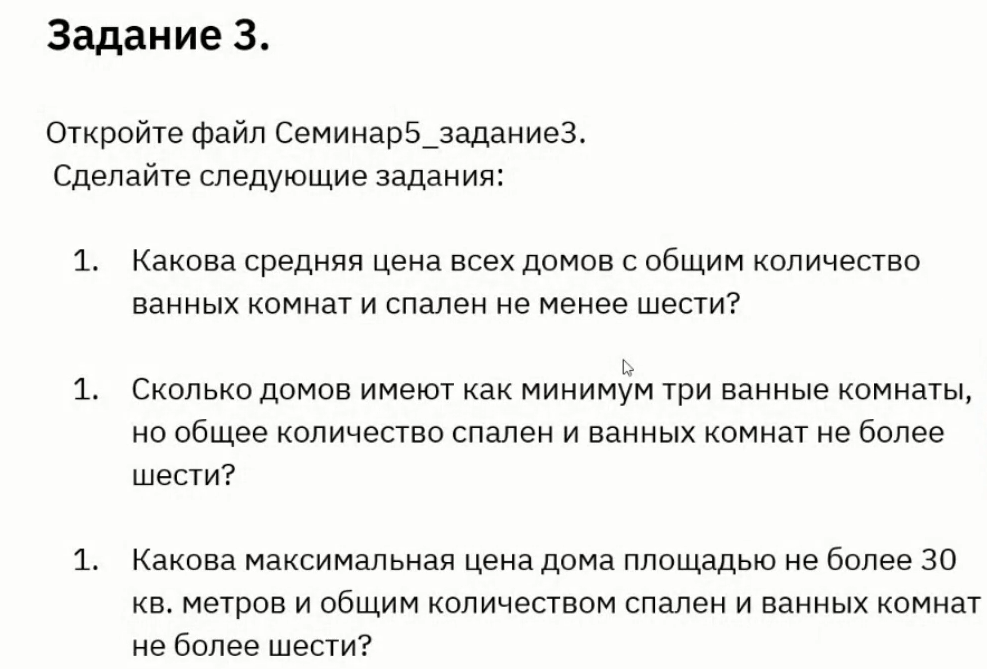 Задание 3.
Откройте файл Семинар5_задание3.
Сделайте следующие задания:
1. Какова средняя цена всех домов с общим количество
ванных комнат и спален не менее шести?
1. Сколько домов имеют как минимум три ванные комнаты,
но общее количество спален и ванных комнат не более
шести?
1. Какова максимальная цена дома площадью не более 30
кв. метров и общим количеством спален и ванных комнат
не более шести?